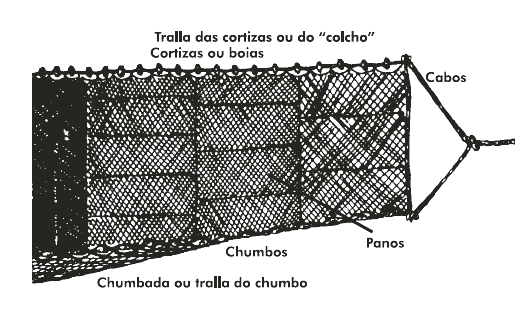 Tralla das cortizas ou do “colcho”
Cortizas ou boias
Cabos
Panos
Chumbos
Chumbada ou tralla do chumbo